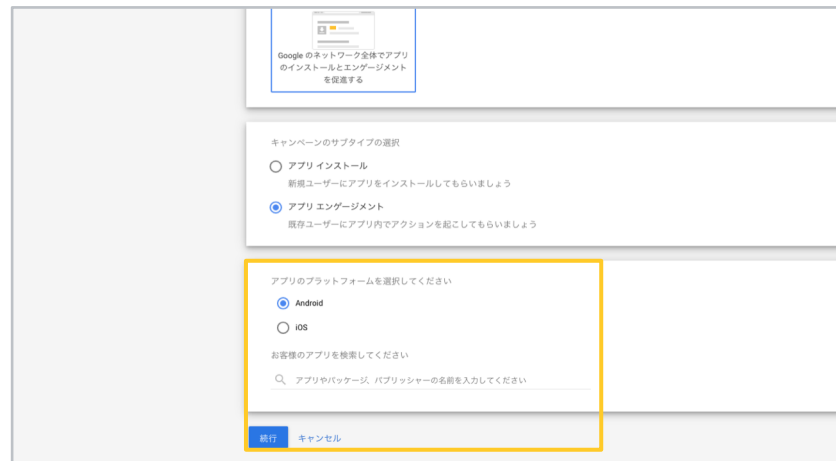 Google のネットワーク全体でアプリ
のインストールとエンゲージメント
を促進する
キャンペーンのサブタイプの選択
アプリ インストール
新規ユーザーにアプリをインストールしてもらいましょう
アプリ エンゲージメント
既存ユーザーにアプリ内でアクションを起こしてもらいましょう
アプリのプラットフォームを選択してください
Android
iOS
お客様のアプリを検索してください
アプリやパッケージ、パブリッシャーの名前を入力してください
続行 キャンセル